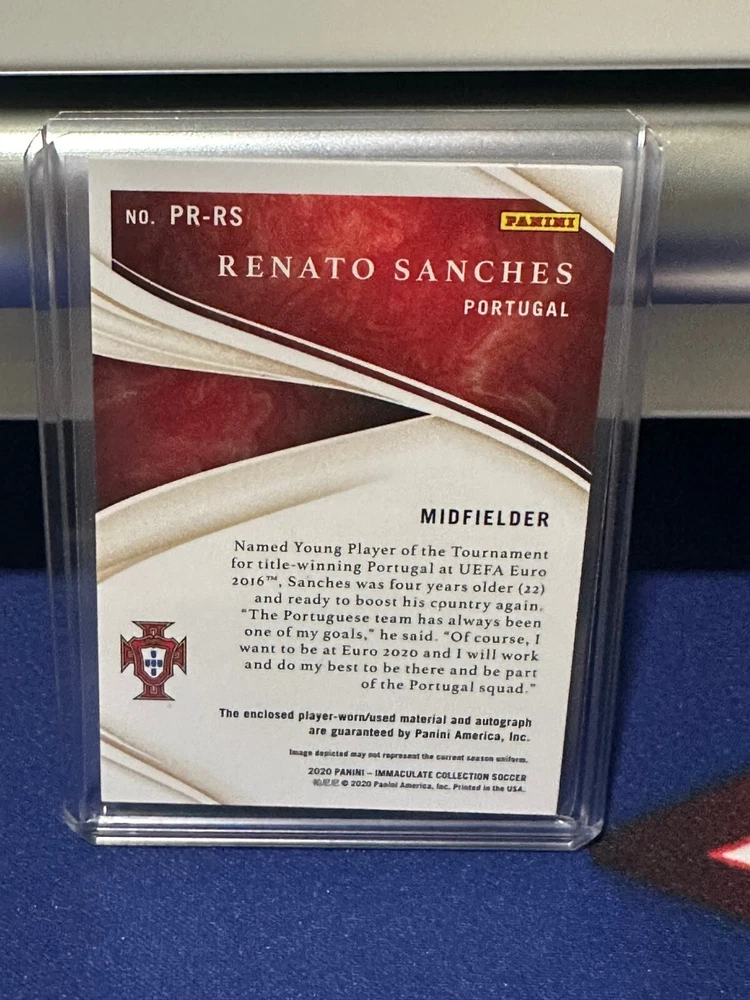 NO. PR-RS
PANINI
RENATO SANCHES
PORTUGAL
MIDFIELDER
Named Young Player of the Tournament
for title-winning Portugal at UEFA Euro
2016™, Sanches was four years older (22)
and ready to boost his country again.
"The Portuguese team has always been
one of my goals," he said. "Of course, I
want to be at Euro 2020 and I will work
and do my best to be there and be part
of the Portugal squad."
The enclosed player-worn/used material and autograph
are guaranteed by Panini America, Inc.
Image depicted may not represent the current season uniform.
2020 PANINI – IMMACULATE COLLECTION SOCCER
帕尼尼 © 2020 Panini America, Inc. Printed in the USA.